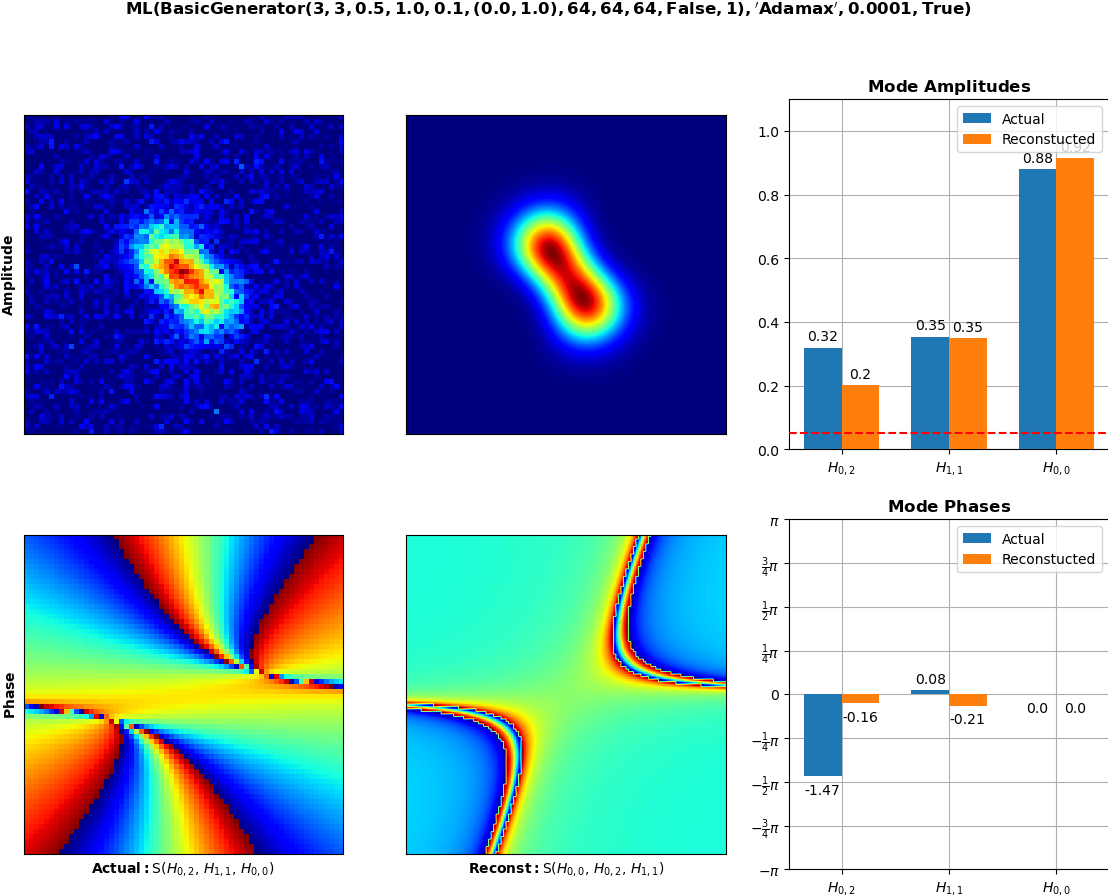 ML(BasicGenerator(3, 3, 0.5, 1.0, 0.1, (0.0, 1.0), 64, 64, 64, False, 1), ′Adamax′, 0.0001, True)
Amplitude
Mode Amplitudes
Actual
Reconstucted
1.0
0.8
0.6
0.4
0.2
0.0
0.32
0.2
0.35
0.35
0.88
0.92
H0,2
H1,1
H0,0
Phase
Actual: S(H0,2, H1,1, H0,0)
Reconst: S(H0,0, H0,2, H1,1)
Mode Phases
Actual
Reconstucted
π
3/4π
1/2π
1/4π
0
−1/4π
−1/2π
−3/4π
−π
-1.47
-0.16
0.08
-0.21
0.0
0.0
H0,2
H1,1
H0,0